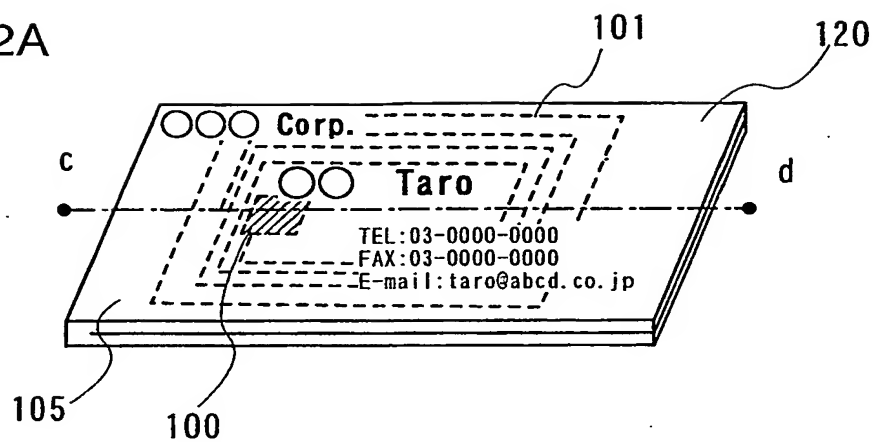 2A
101
120
○○○ Corp.
c
d
○○ Taro
TEL:03-0000-0000
FAX:03-0000-0000
E-mail:taro@abcd.co.jp
105
100